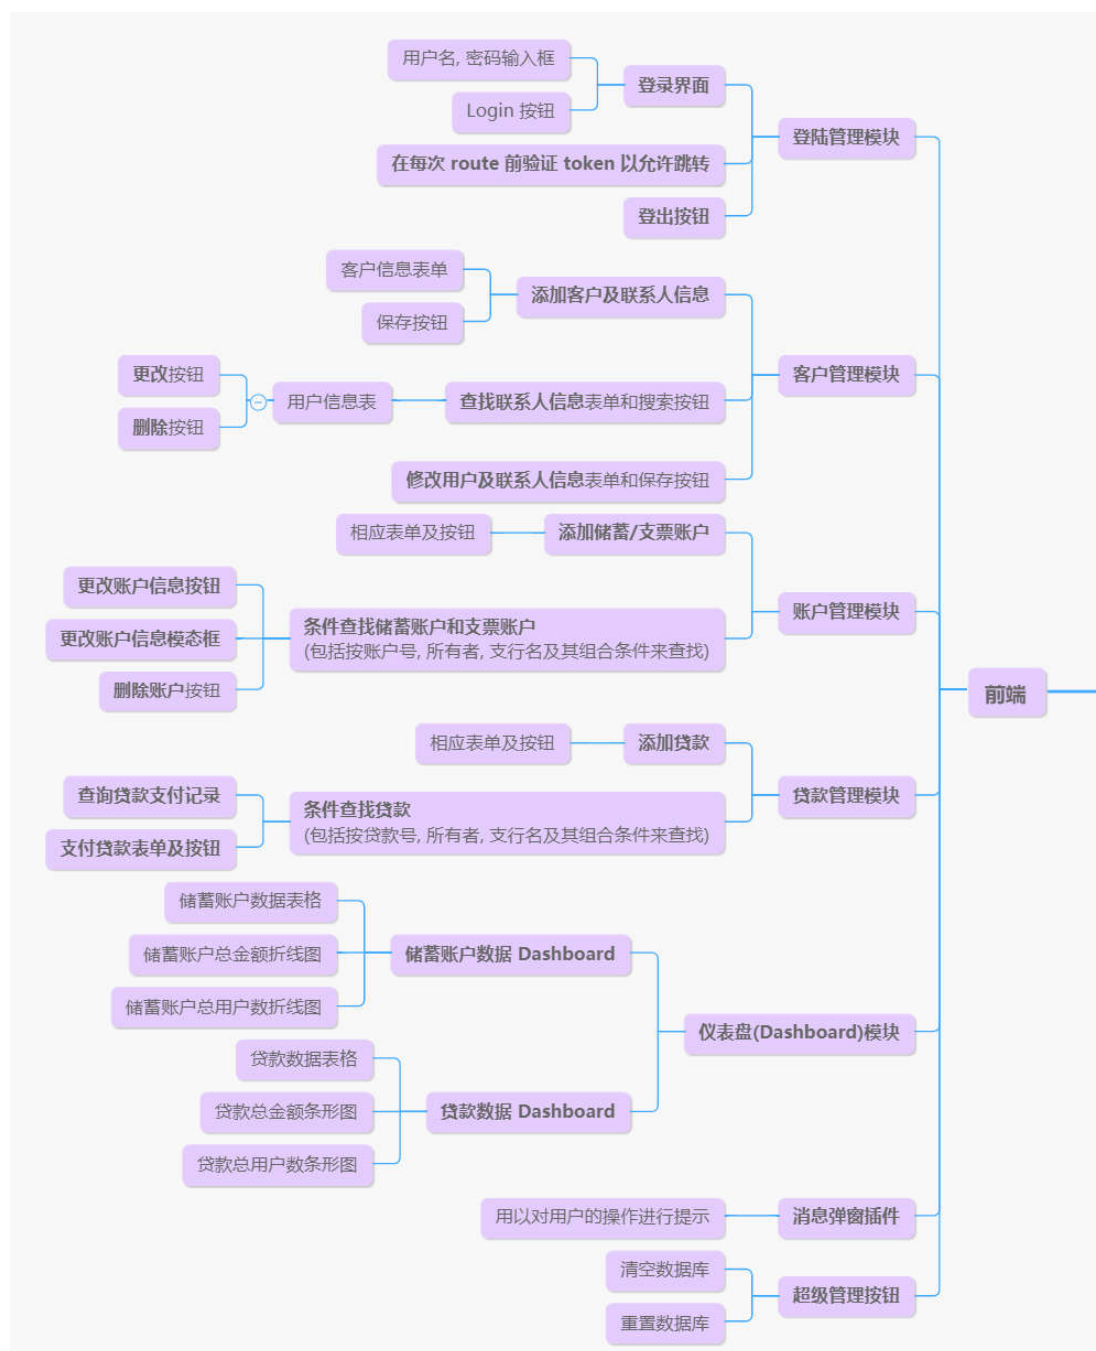 用户名, 密码输入框
登录界面
Login 按钮
登陆管理模块
在每次 route 前验证 token 以允许跳转
登出按钮
客户信息表单
添加客户及联系人信息
保存按钮
更改按钮
客户管理模块
用户信息表
查找联系人信息表单和搜索按钮
删除按钮
修改用户及联系人信息表单和保存按钮
相应表单及按钮
添加储蓄/支票账户
更改账户信息按钮
账户管理模块
条件查找储蓄账户和支票账户
(包括按账户号, 所有者, 支行名及其组合条件来查找)
更改账户信息模态框
删除账户按钮
前端
相应表单及按钮
添加贷款
查询贷款支付记录
贷款管理模块
条件查找贷款
(包括按贷款号, 所有者, 支行名及其组合条件来查找)
支付贷款表单及按钮
储蓄账户数据表格
储蓄账户总金额折线图
储蓄账户数据 Dashboard
储蓄账户总用户数折线图
仪表盘(Dashboard)模块
贷款数据表格
贷款总金额条形图
贷款数据 Dashboard
贷款总用户数条形图
用以对用户的操作进行提示
消息弹窗插件
清空数据库
超级管理按钮
重置数据库